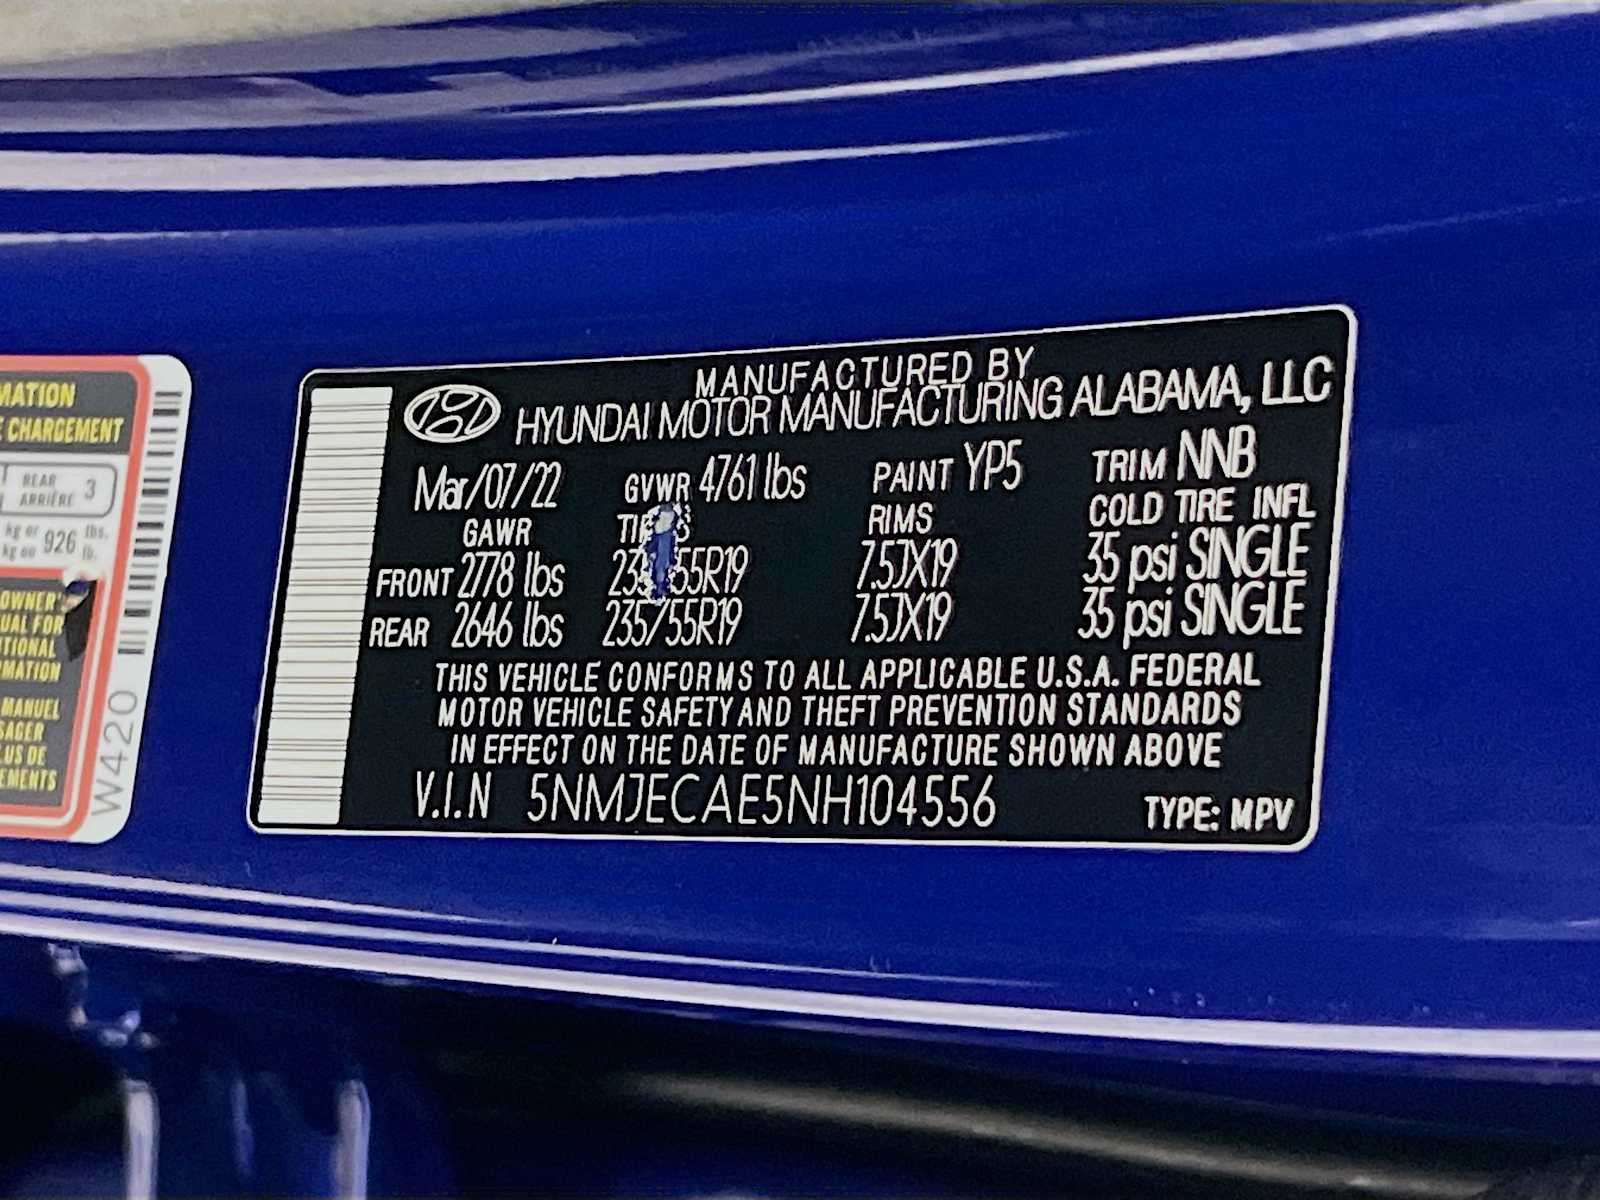 MATION
E CHARGEMENT
REAR
ARRIÈRE 3
kg or 926 lbs.
kg ou lb.
OWNER'
UAL FOR
TIONAL
RMATION
MANUEL
SAGER
LUS DE
EMENTS
W420
MANUFACTURED BY
HYUNDAI MOTOR MANUFACTURING ALABAMA, LLC
Mar/07/22 GVWR 4761 lbs PAINT YP5 TRIM NNB
GAWR RIMS COLD TIRE INFL
FRONT 2778 lbs 235/55R19 7.5JX19 35 psi SINGLE
REAR 2646 lbs 235/55R19 7.5JX19 35 psi SINGLE
THIS VEHICLE CONFORMS TO ALL APPLICABLE U.S.A. FEDERAL
MOTOR VEHICLE SAFETY AND THEFT PREVENTION STANDARDS
IN EFFECT ON THE DATE OF MANUFACTURE SHOWN ABOVE
V.I.N 5NMJECAE5NH104556 TYPE: MPV